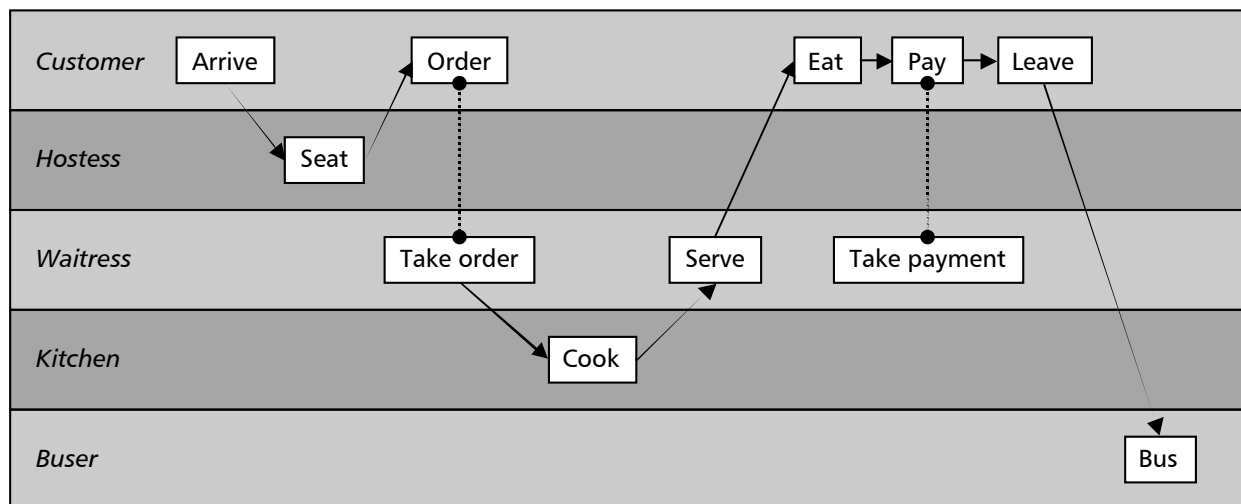 Customer
Arrive
Order
Eat
Pay
Leave
Hostess
Seat
Waitress
Take order
Serve
Take payment
Kitchen
Cook
Buser
Bus